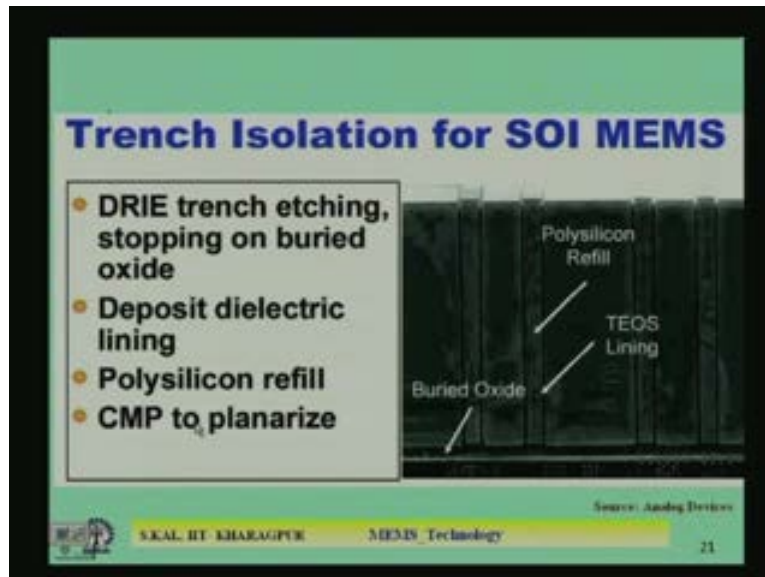 Trench Isolation for SOI MEMS
DRIE trench etching,
stopping on buried
oxide
Deposit dielectric
lining
Polysilicon refill
CMP to planarize
Polysilicon
Refill
TEOS
Lining
Buried Oxide
Source: Analog Devices
S.KAL, IIT- KHARAGPUR
MEMS_Technology
21